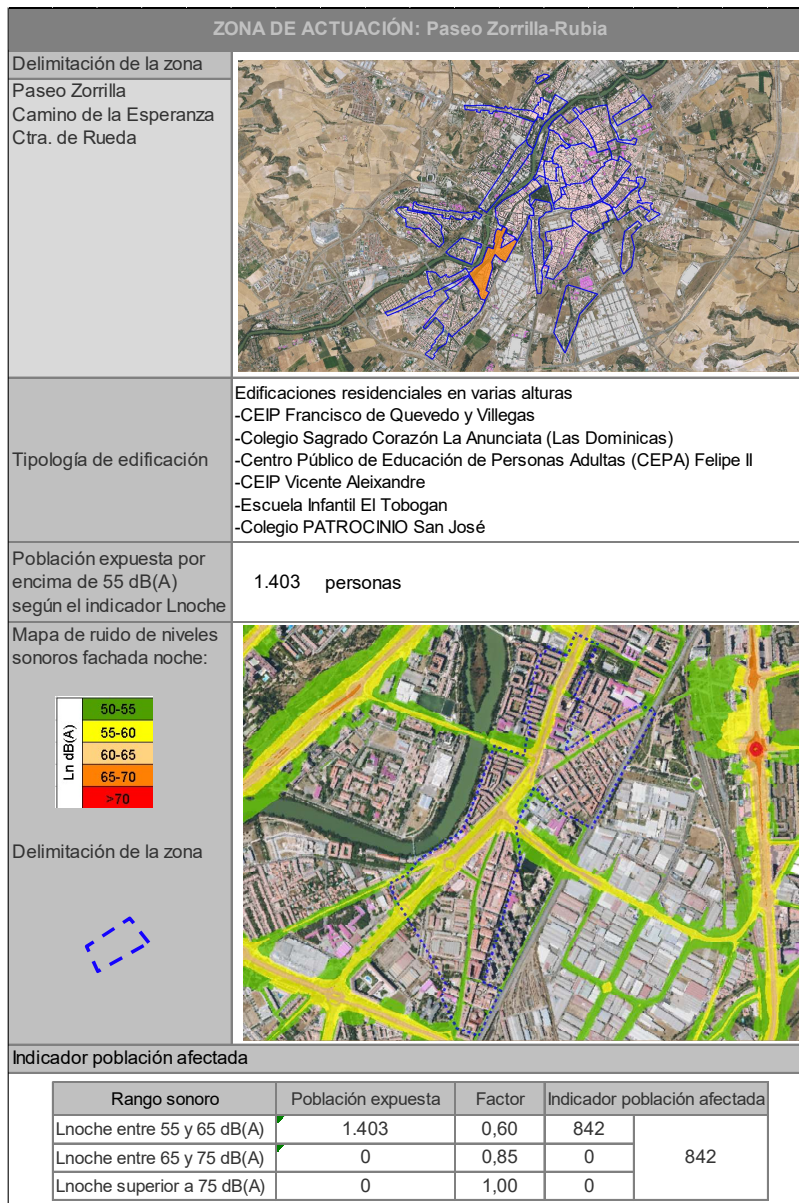 ZONA DE ACTUACIÓN: Paseo Zorrilla-Rubia
Delimitación de la zona
Paseo Zorrilla
Camino de la Esperanza
Ctra. de Rueda
Tipología de edificación
Edificaciones residenciales en varias alturas
-CEIP Francisco de Quevedo y Villegas
-Colegio Sagrado Corazón La Anunciata (Las Dominicas)
-Centro Público de Educación de Personas Adultas (CEPA) Felipe II
-CEIP Vicente Aleixandre
-Escuela Infantil El Tobogan
-Colegio PATROCINIO San José
Población expuesta por
encima de 55 dB(A)
según el indicador Lnoche
1.403 personas
Mapa de ruido de niveles
sonoros fachada noche:
Ln dB(A)
50-55
55-60
60-65
65-70
>70
Delimitación de la zona
Indicador población afectada
Rango sonoro Población expuesta Factor Indicador población afectada
Lnoche entre 55 y 65 dB(A) 1.403 0,60 842
Lnoche entre 65 y 75 dB(A) 0 0,85 0 842
Lnoche superior a 75 dB(A) 0 1,00 0